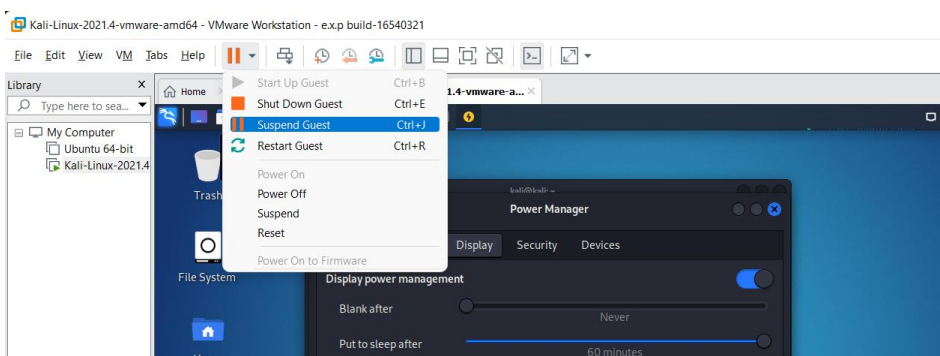 Kali-Linux-2021.4-vmware-amd64 - VMware Workstation - e.x.p build-16540321
File Edit View VM Tabs Help
Library X
Type here to sea...
My Computer
Ubuntu 64-bit
Kali-Linux-2021.4
Home
1.4-vmware-a...
Start Up Guest Ctrl+B
Shut Down Guest Ctrl+E
Suspend Guest Ctrl+J
Restart Guest Ctrl+R
Power On
Power Off
Suspend
Reset
Power On to Firmware
Trash
File System
kali@kali: ~
Power Manager
Display Security Devices
Display power management
Blank after
Never
Put to sleep after
60 minutes